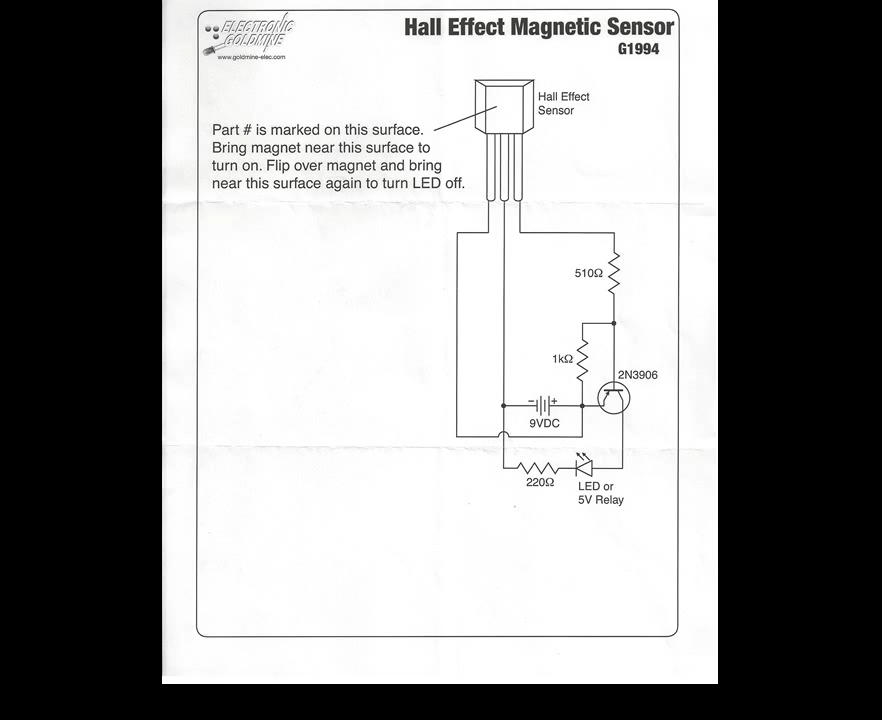 ELECTRONIC
GOLDMINE
www.goldmine-elec.com
Hall Effect Magnetic Sensor
G1994
Hall Effect
Sensor
Part # is marked on this surface.
Bring magnet near this surface to
turn on. Flip over magnet and bring
near this surface again to turn LED off.
510Ω
1kΩ
2N3906
- +
9VDC
220Ω
LED or
5V Relay